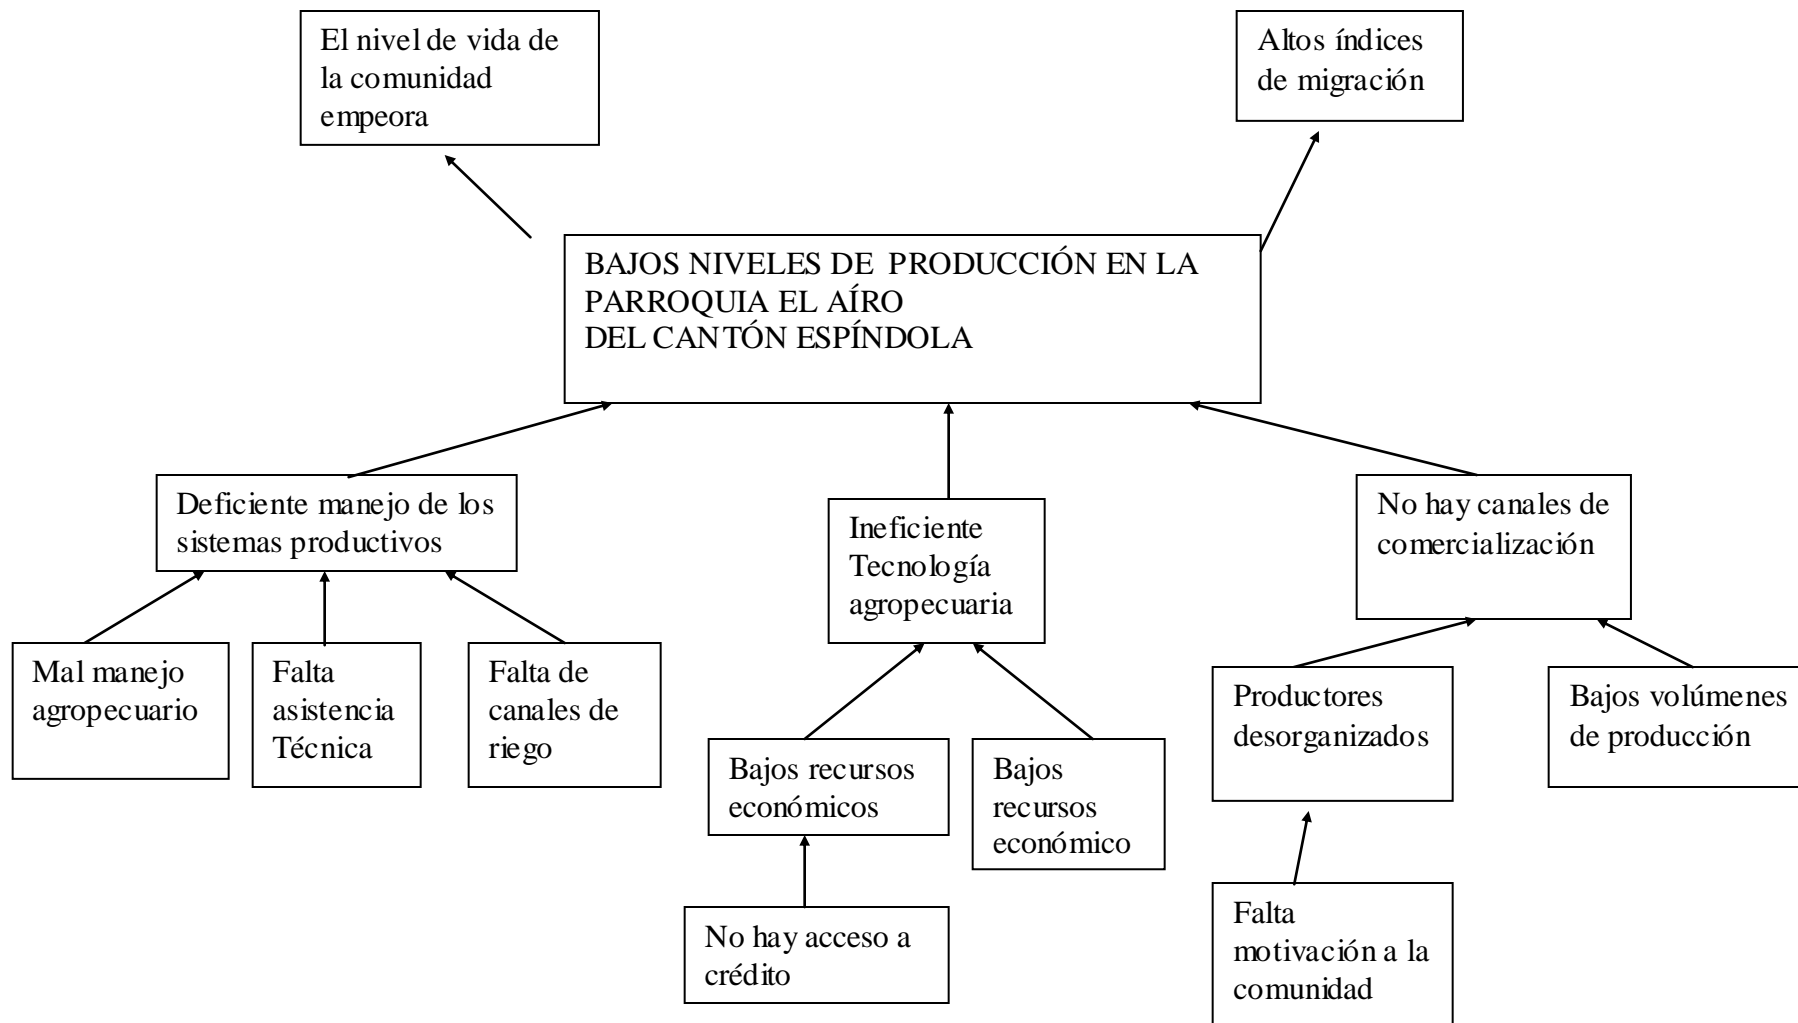 El nivel de vida de
la comunidad
empeora
Altos índices
de migración
BAJOS NIVELES DE PRODUCCIÓN EN LA
PARROQUIA EL AÍRO
DEL CANTÓN ESPÍNDOLA
Deficiente manejo de los
sistemas productivos
Ineficiente
Tecnología
agropecuaria
No hay canales de
comercialización
Mal manejo
agropecuario
Falta
asistencia
Técnica
Falta de
canales de
riego
Bajos recursos
económicos
Bajos
recursos
económico
Productores
desorganizados
Bajos volúmenes
de producción
No hay acceso a
crédito
Falta
motivación a la
comunidad